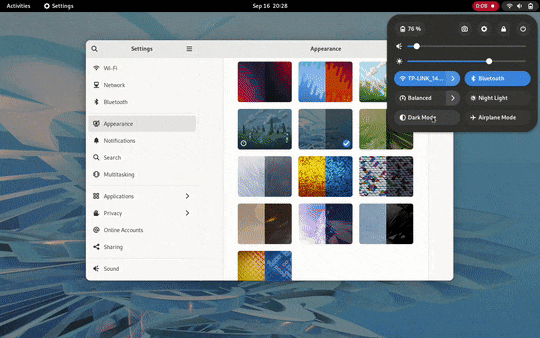 Activities
Settings
Sep 16 20:28
0:05
76 %
Settings
Appearance
Wi-Fi
Network
Bluetooth
Appearance
Notifications
Search
Multitasking
Applications
Privacy
Online Accounts
Sharing
Sound
TP-LINK_14...
Bluetooth
Balanced
Night Light
Dark Mode
Airplane Mode